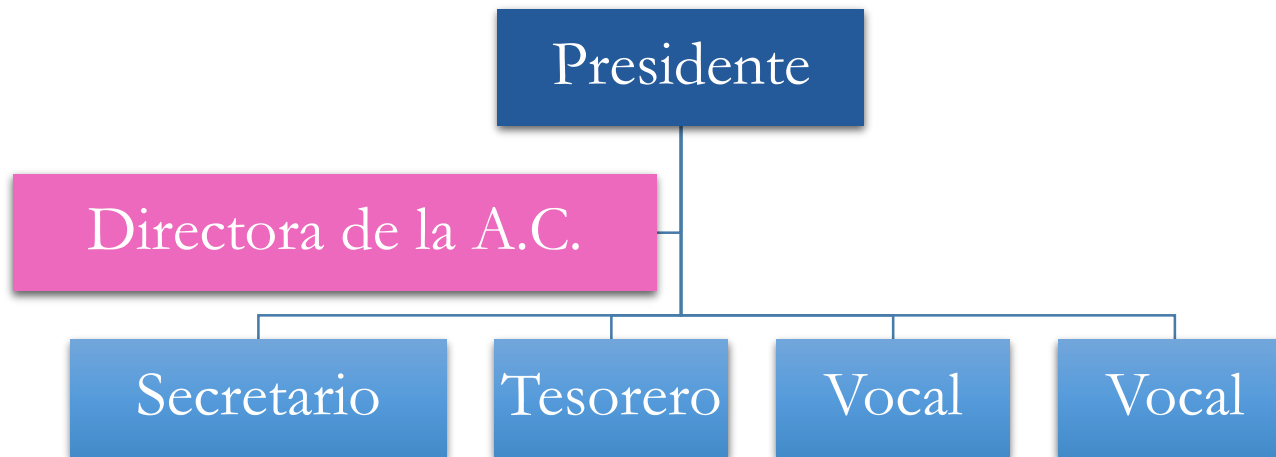 Presidente
Directora de la A.C.
Secretario
Tesorero
Vocal
Vocal